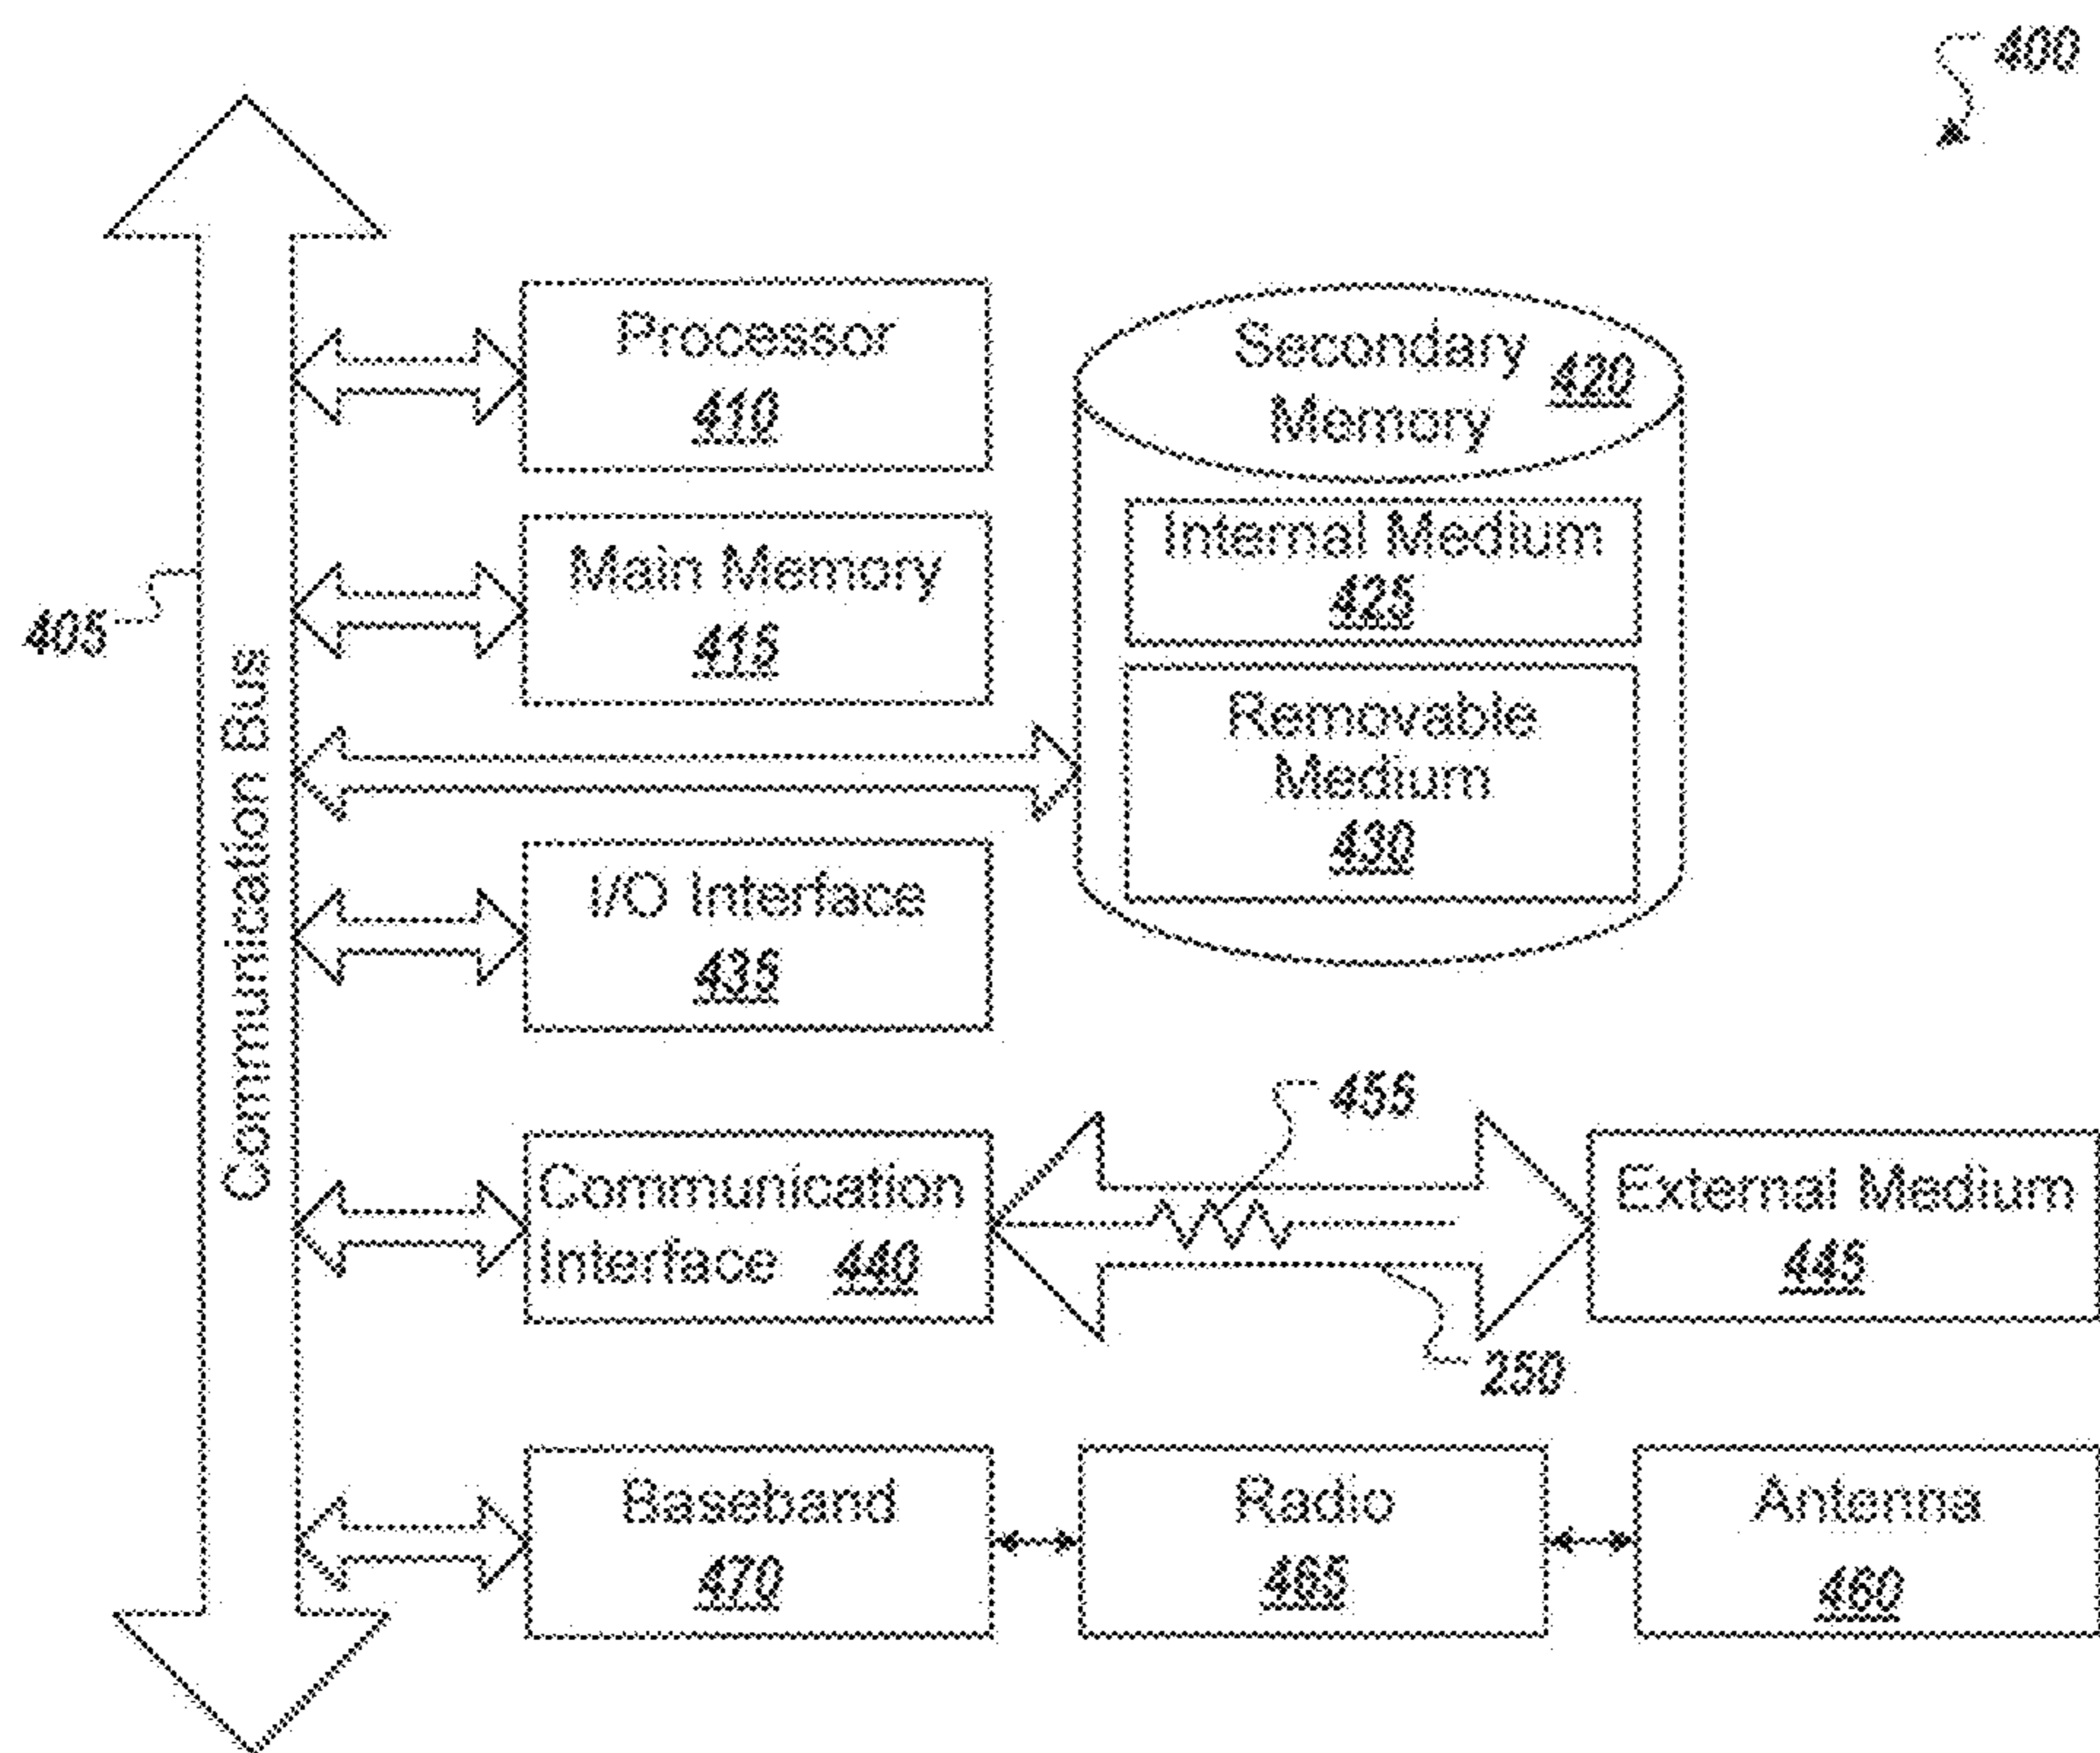 400
Processor
410
Secondary
Memory 420
Internal Medium
425
Main Memory
415
405
Communication Bus
Removable
Medium
430
I/O Interface
435
455
Communication
Interface 440
External Medium
445
250
Baseband
470
Radio
465
Antenna
460